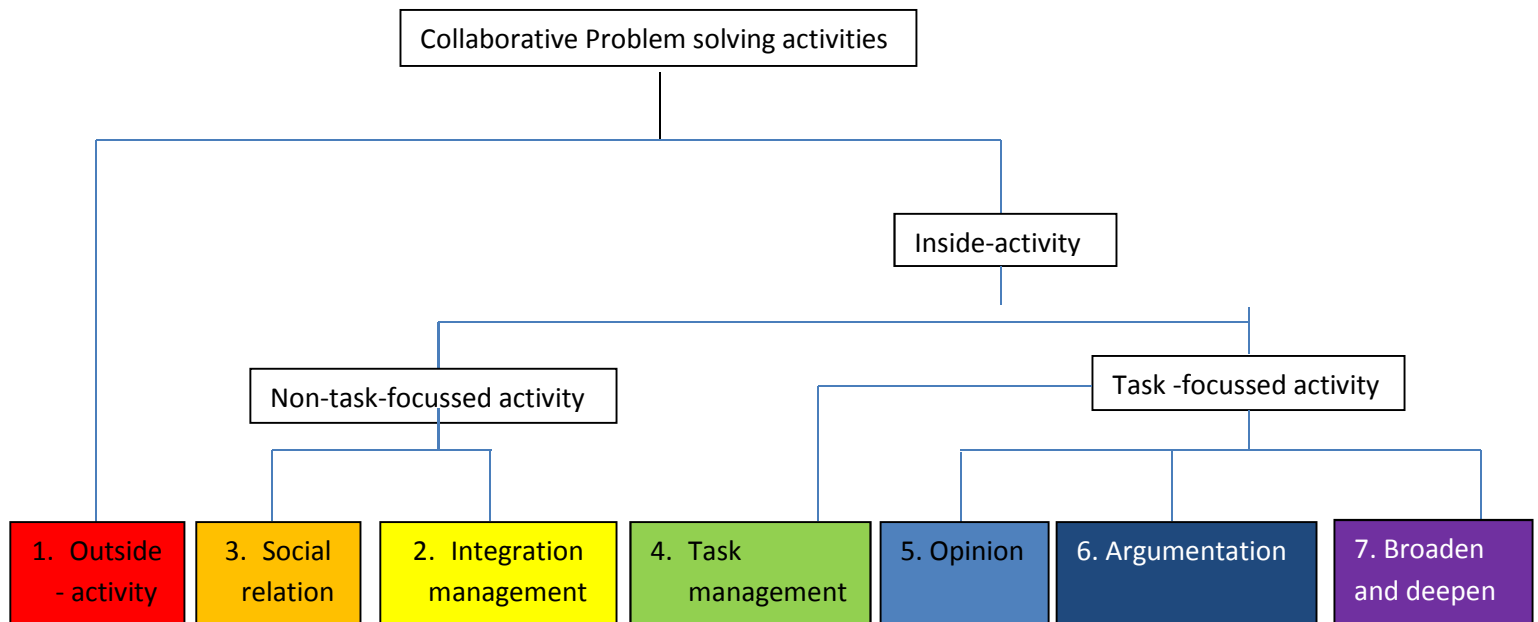 Collaborative Problem solving activities
Inside-activity
Non-task-focussed activity
Task -focussed activity
1. Outside
- activity
3. Social
relation
2. Integration
management
4. Task
management
5. Opinion
6. Argumentation
7. Broaden
and deepen